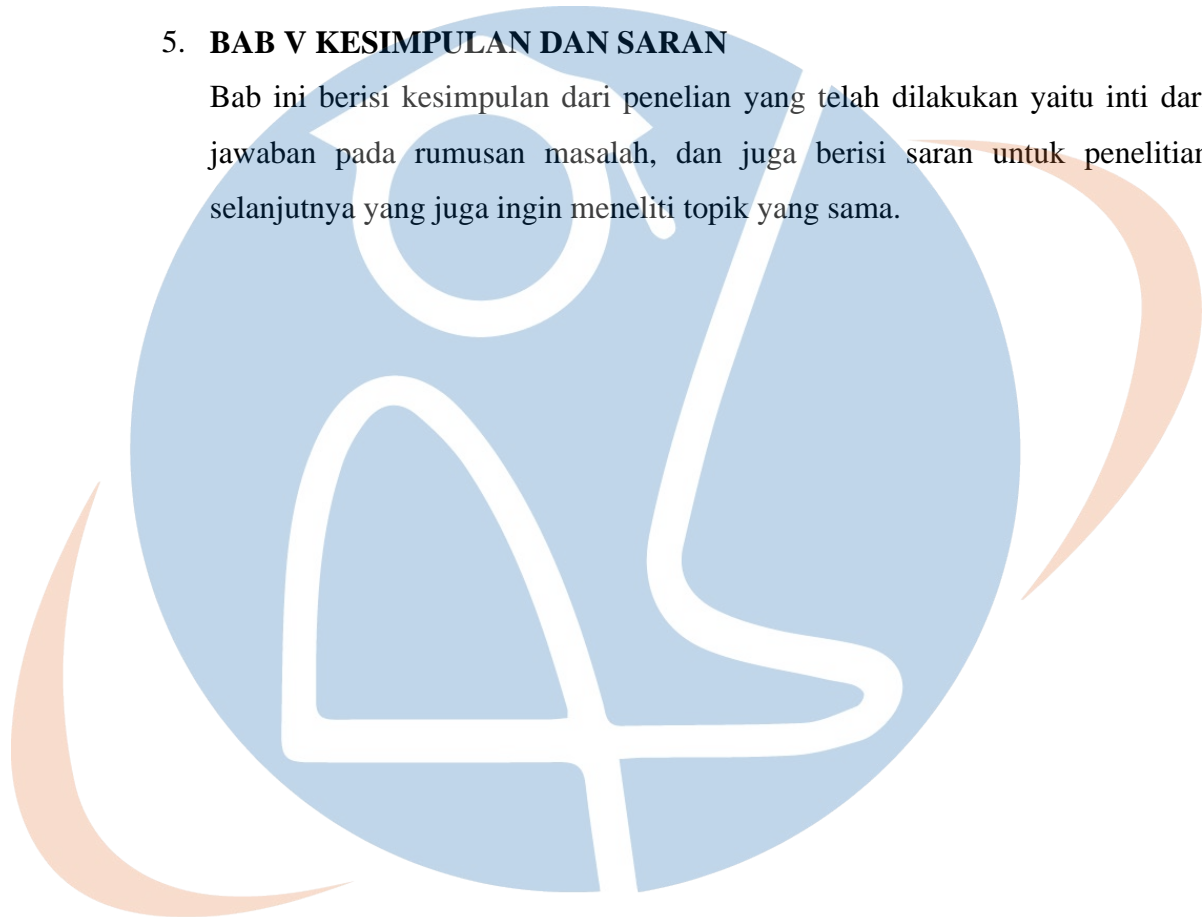 5. BAB V KESIMPULAN DAN SARAN
Bab ini berisi kesimpulan dari penelian yang telah dilakukan yaitu inti dar
jawaban pada rumusan masalah, dan juga berisi saran untuk penelitian
selanjutnya yang juga ingin meneliti topik yang sama.